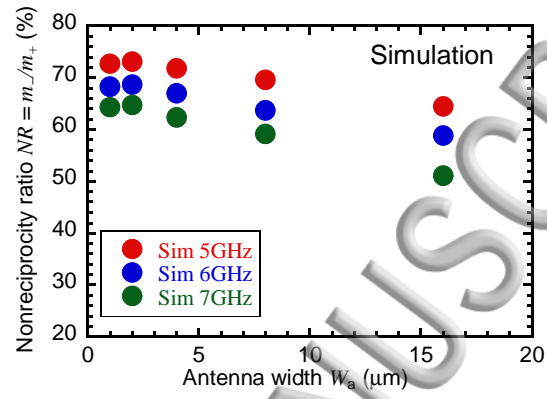 Nonreciprocity ratio NR = m₋/m₊ (%)
80
70
60
50
40
30
20
Simulation
Sim 5GHz
Sim 6GHz
Sim 7GHz
0
5
10
15
20
Antenna width Wₐ (μm)